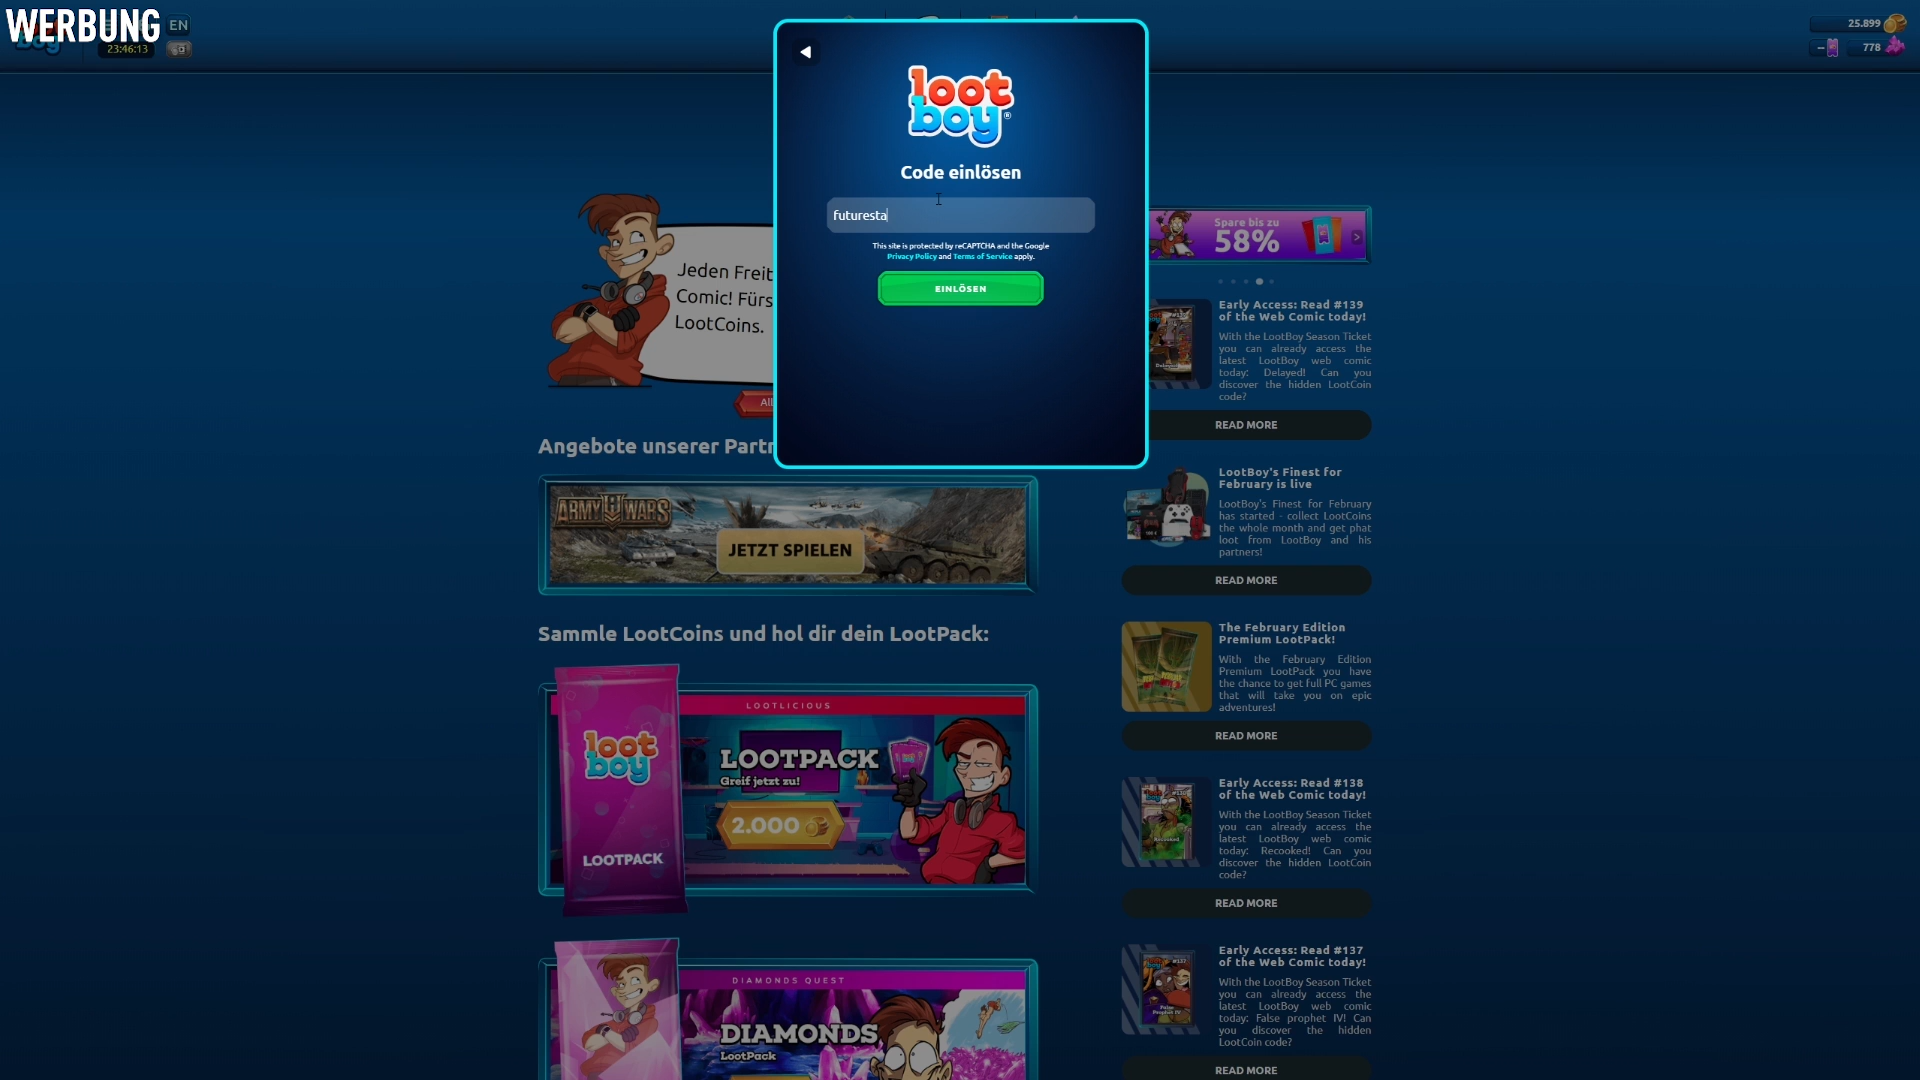 WERBUNG
EN
23:46:13
25.899
778
loot
boy
Code einlösen
futuresta
This site is protected by reCAPTCHA and the Google
Privacy Policy and Terms of Service apply.
EINLÖSEN
Jeden Freit
Comic! Fürs
LootCoins.
All
Spare bis zu
58%
Early Access: Read #139
of the Web Comic today!
With the LootBoy Season Ticket
you can already access the
latest LootBoy web comic
today: Delayed! Can you
discover the hidden LootCoin
code?
READ MORE
Angebote unserer Partn
ARMY WARS
JETZT SPIELEN
LootBoy's Finest for
February is live
LootBoy's Finest for February
has started - collect LootCoins
the whole month and get phat
loot from LootBoy and his
partners!
READ MORE
Sammle LootCoins und hol dir dein LootPack:
LOOTLICIOUS
loot
boy
LOOTPACK
LOOTPACK
Greif jetzt zu!
2.000
The February Edition
Premium LootPack!
With the February Edition
Premium LootPack you have
the chance to get full PC games
that will take you on epic
adventures!
READ MORE
Early Access: Read #138
of the Web Comic today!
With the LootBoy Season Ticket
you can already access the
latest LootBoy web comic
today: Recooked! Can you
discover the hidden LootCoin
code?
Recooked
READ MORE
DIAMONDS QUEST
DIAMONDS
LootPack
Early Access: Read #137
of the Web Comic today!
With the LootBoy Season Ticket
you can already access the
latest LootBoy web comic
today: False prophet IV! Can
you discover the hidden
LootCoin code?
False
Prophet IV
READ MORE